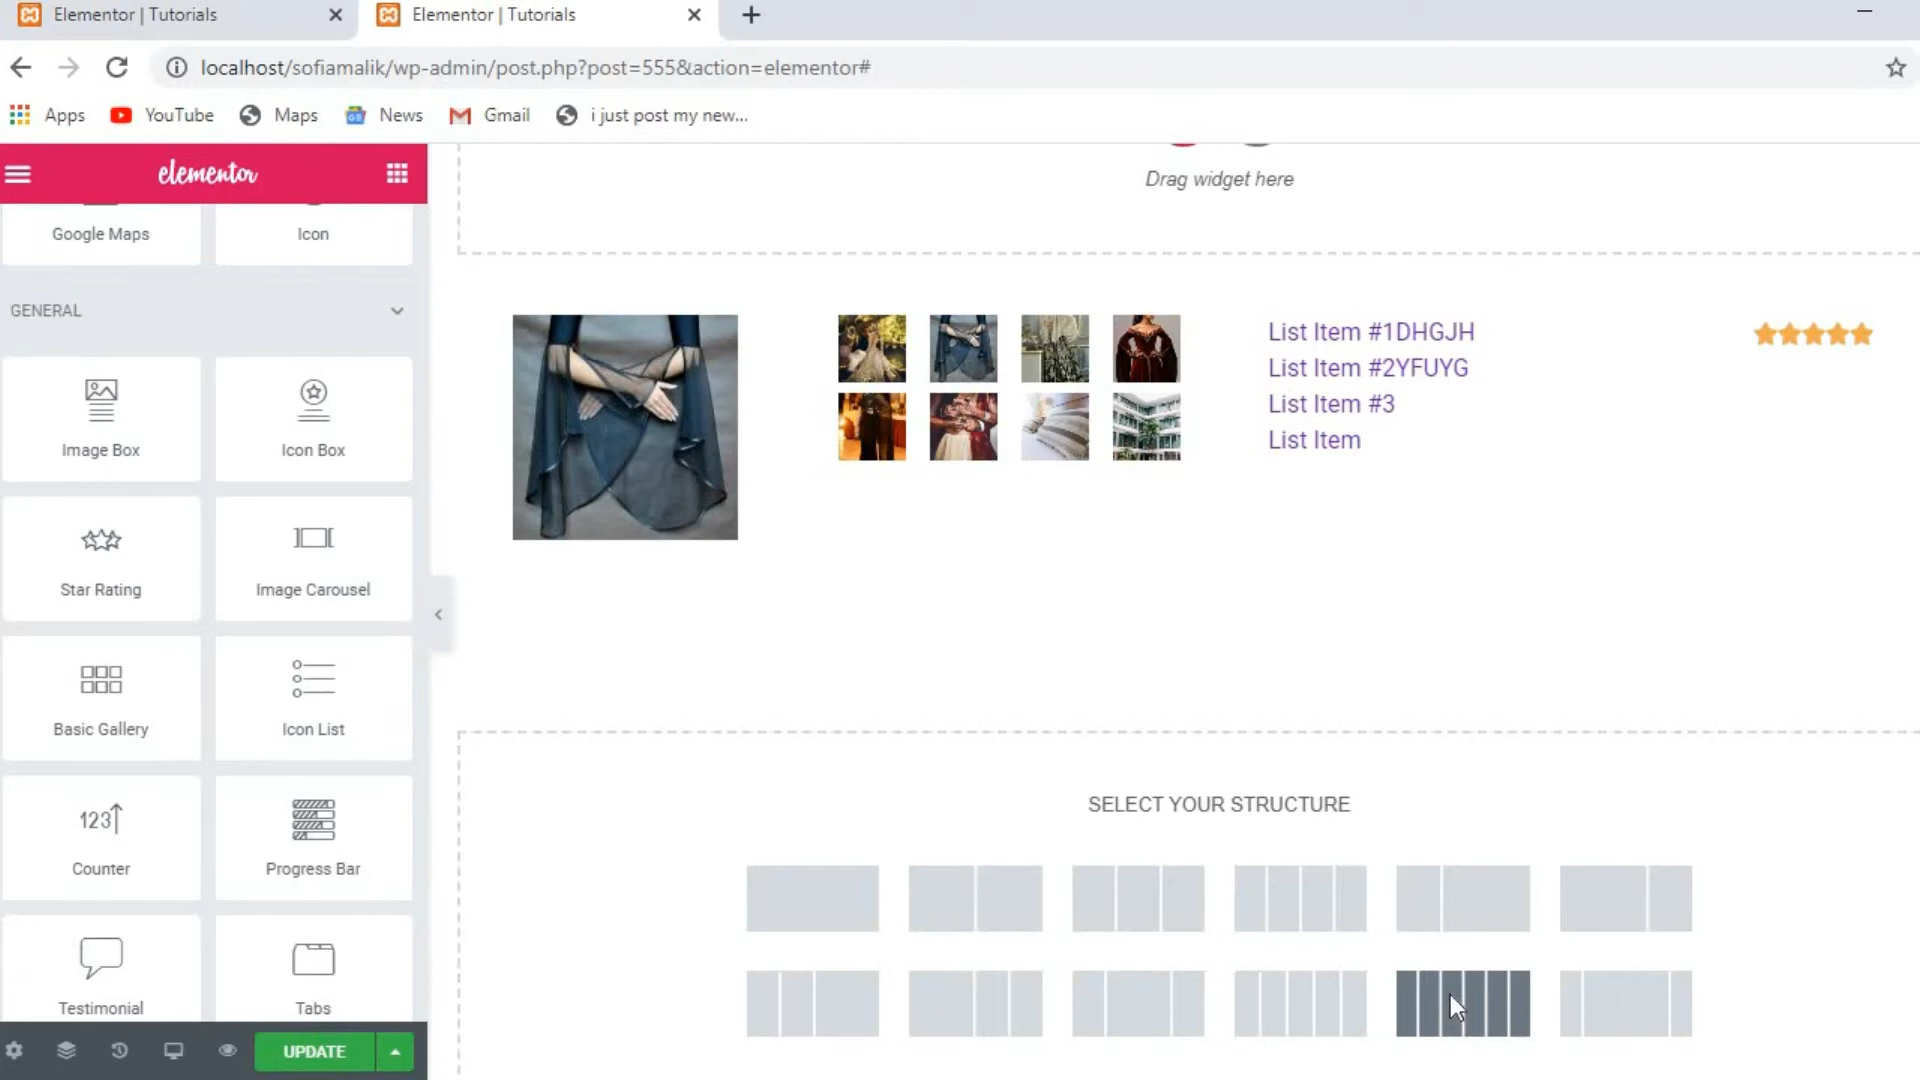 Elementor | Tutorials
Elementor | Tutorials
localhost/sofiamalik/wp-admin/post.php?post=555&action=elementor#
Apps
YouTube
Maps
News
Gmail
i just post my new...
elementor
Google Maps
Icon
GENERAL
Image Box
Icon Box
Star Rating
Image Carousel
Basic Gallery
Icon List
123
Counter
Progress Bar
Testimonial
Tabs
UPDATE
Drag widget here
List Item #1DHGJH
List Item #2YFUYG
List Item #3
List Item
SELECT YOUR STRUCTURE